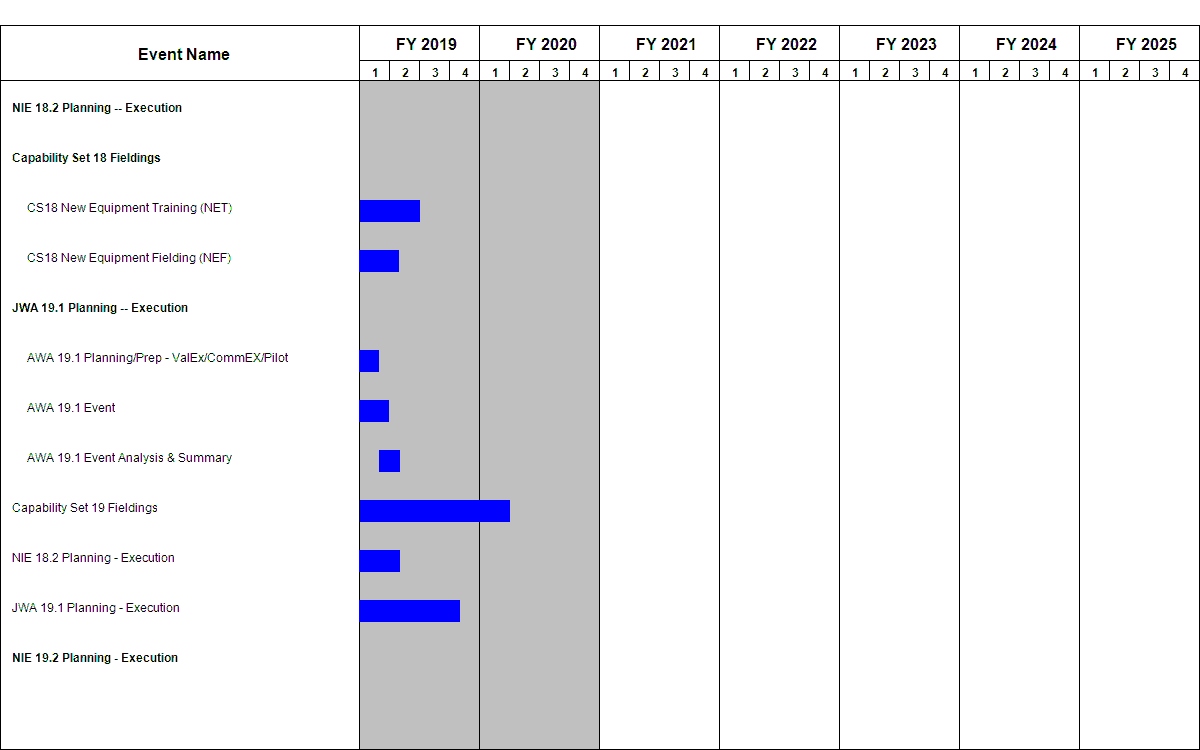 Event Name FY 2019 FY 2020 FY 2021 FY 2022 FY 2023 FY 2024 FY 2025
1 2 3 4 1 2 3 4 1 2 3 4 1 2 3 4 1 2 3 4 1 2 3 4 1 2 3 4
NIE 18.2 Planning -- Execution
Capability Set 18 Fieldings
CS18 New Equipment Training (NET)
CS18 New Equipment Fielding (NEF)
JWA 19.1 Planning -- Execution
AWA 19.1 Planning/Prep - ValEx/CommEX/Pilot
AWA 19.1 Event
AWA 19.1 Event Analysis & Summary
Capability Set 19 Fieldings
NIE 18.2 Planning - Execution
JWA 19.1 Planning - Execution
NIE 19.2 Planning - Execution